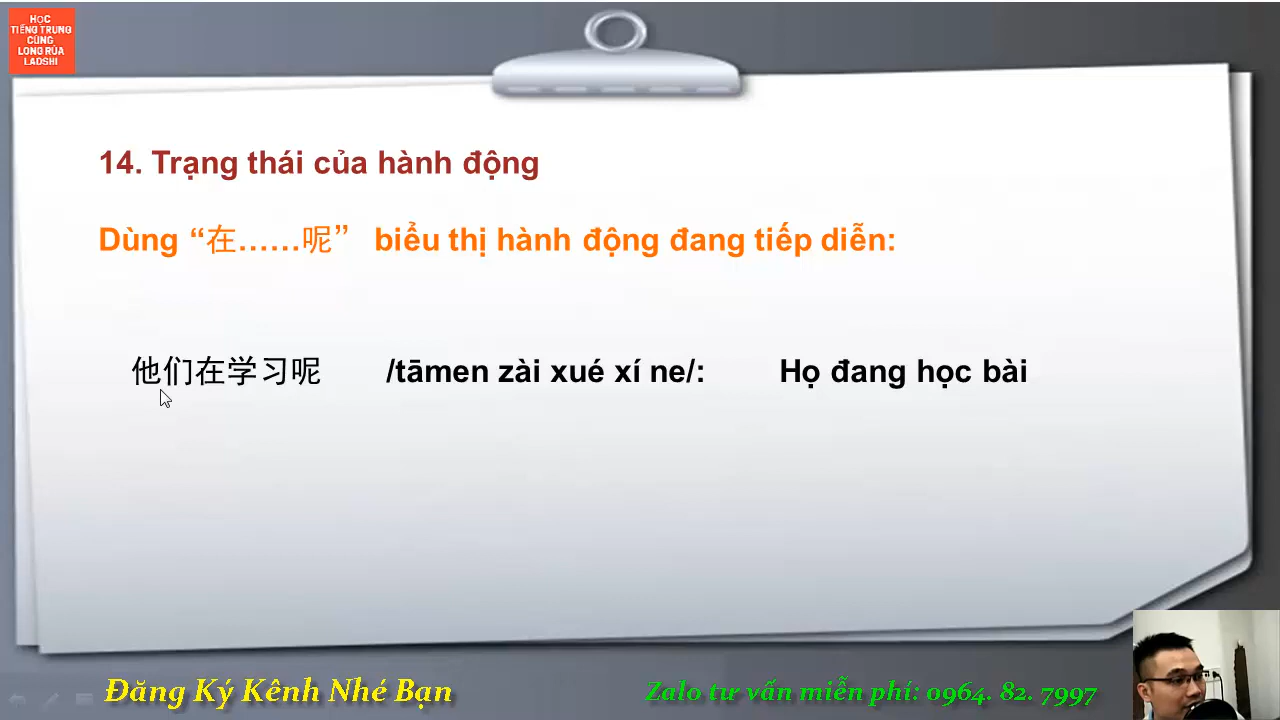 HỌC
TIẾNG TRUNG
CÙNG
LONG RÙA
LADSHI
14. Trạng thái của hành động
Dùng “在……呢” biểu thị hành động đang tiếp diễn:
他们在学习呢 /tāmen zài xué xí ne/: Họ đang học bài
Đăng Ký Kênh Nhé Bạn Zalo tư vấn miễn phí: 0964. 82. 7997